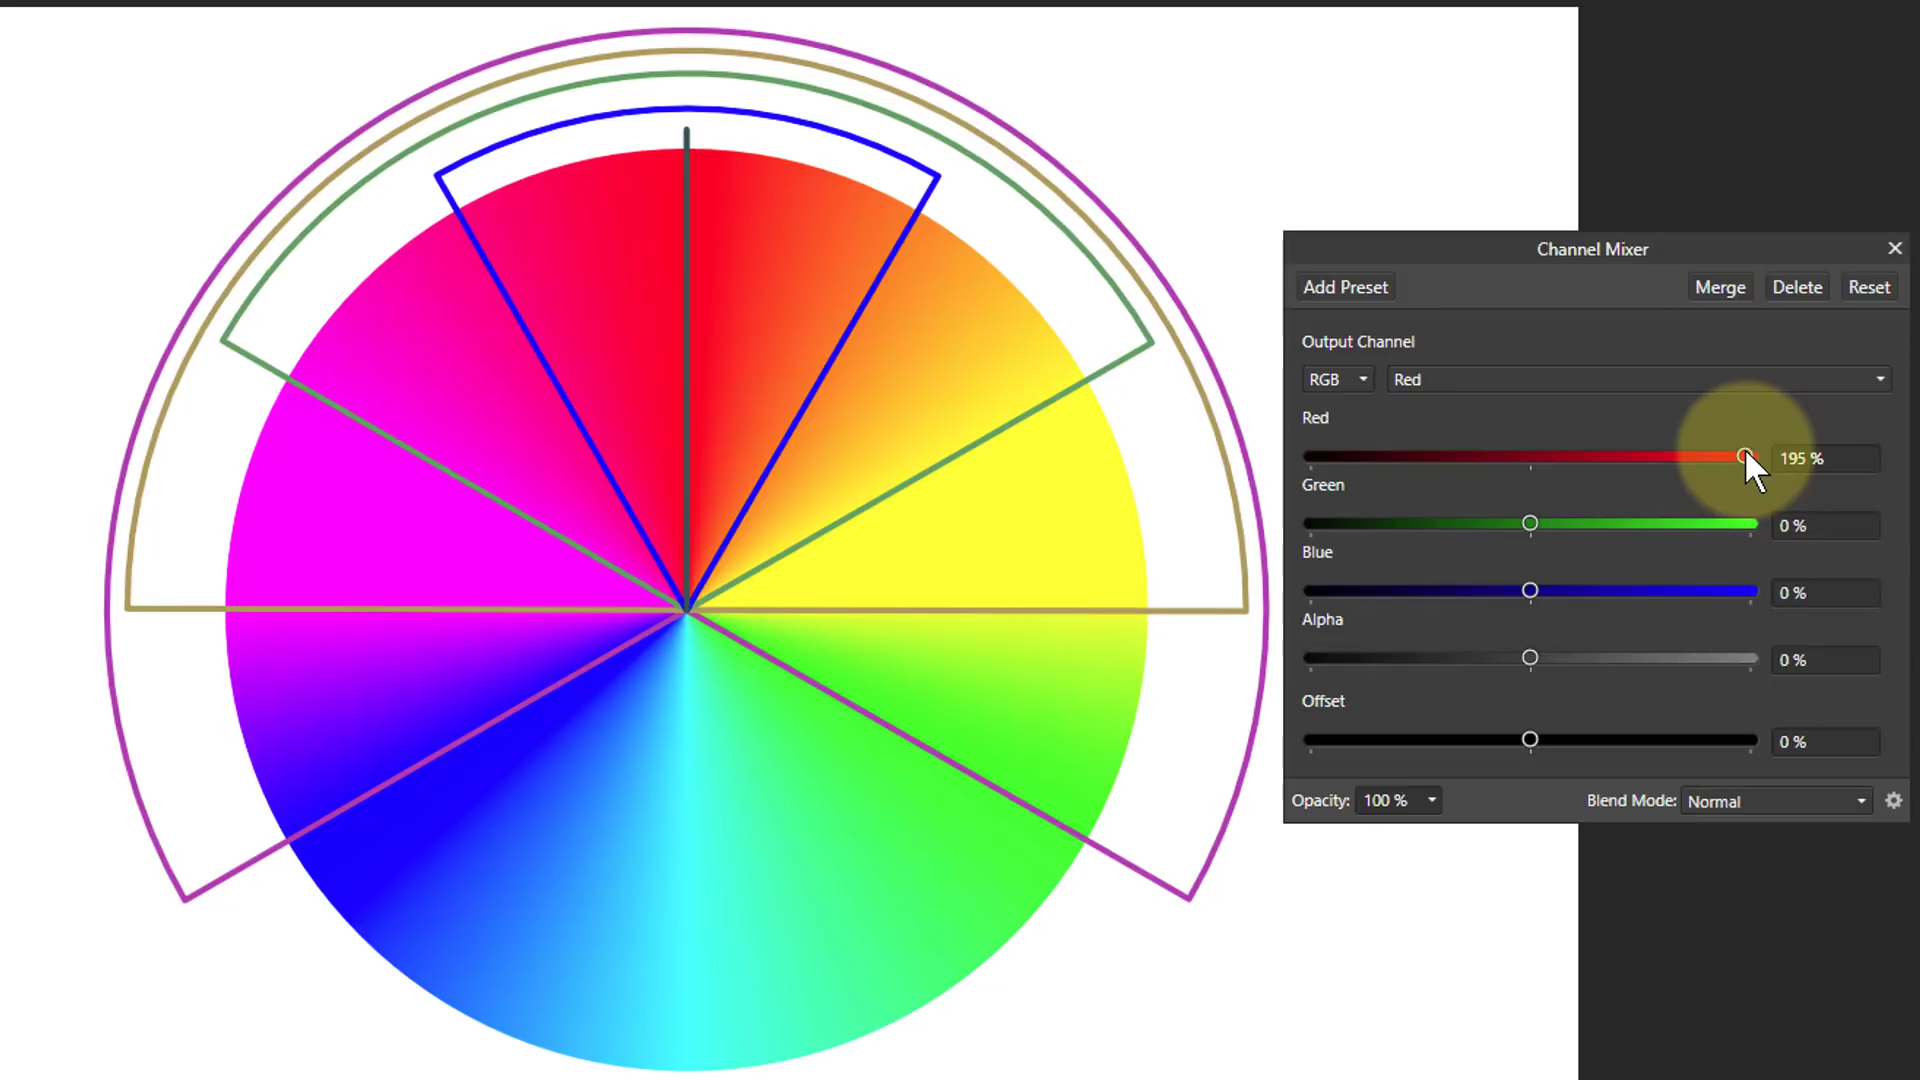 Channel Mixer
Add Preset
Merge
Delete
Reset
Output Channel
RGB
Red
Red
195 %
Green
0 %
Blue
0 %
Alpha
0 %
Offset
0 %
Opacity: 100 %
Blend Mode: Normal